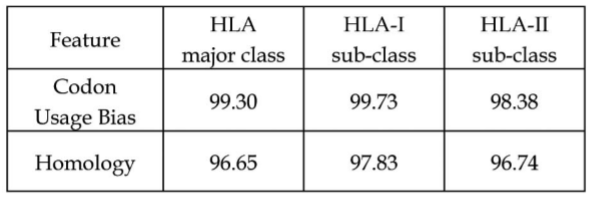 Feature
HLA
major class
HLA-I
sub-class
HLA-II
sub-class
Codon
Usage Bias
99.30
99.73
98.38
Homology
96.65
97.83
96.74